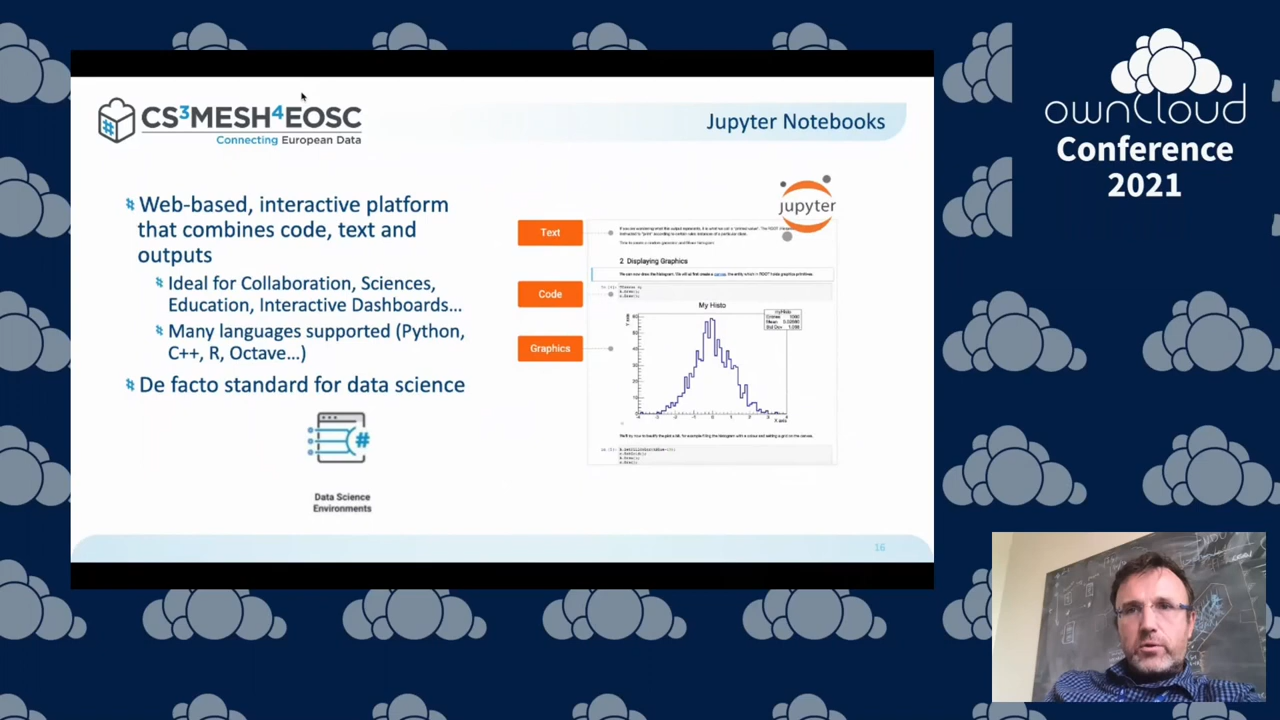 CS3MESH4EOSC
Connecting European Data
Jupyter Notebooks
ownCloud
Conference
2021
Web-based, interactive platform
that combines code, text and
outputs
Ideal for Collaboration, Sciences,
Education, Interactive Dashboards...
Many languages supported (Python,
C++, R, Octave...)
De facto standard for data science
Data Science
Environments
jupyter
Text
Code
Graphics
2 Displaying Graphics
My Histo
X axis
16